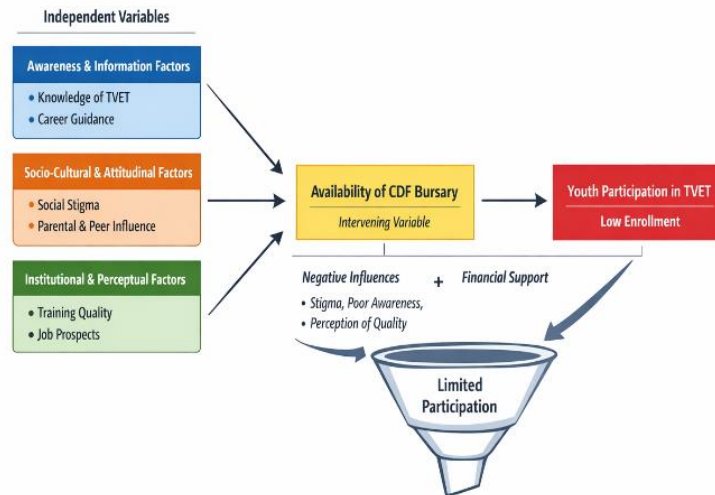 Independent Variables
Awareness & Information Factors
• Knowledge of TVET
• Career Guidance
Socio-Cultural & Attitudinal Factors
• Social Stigma
• Parental & Peer Influence
Institutional & Perceptual Factors
• Training Quality
• Job Prospects
Availability of CDF Bursary
Intervening Variable
Youth Participation in TVET
Low Enrollment
Negative Influences + Financial Support
• Stigma, Poor Awareness,
• Perception of Quality
Limited
Participation